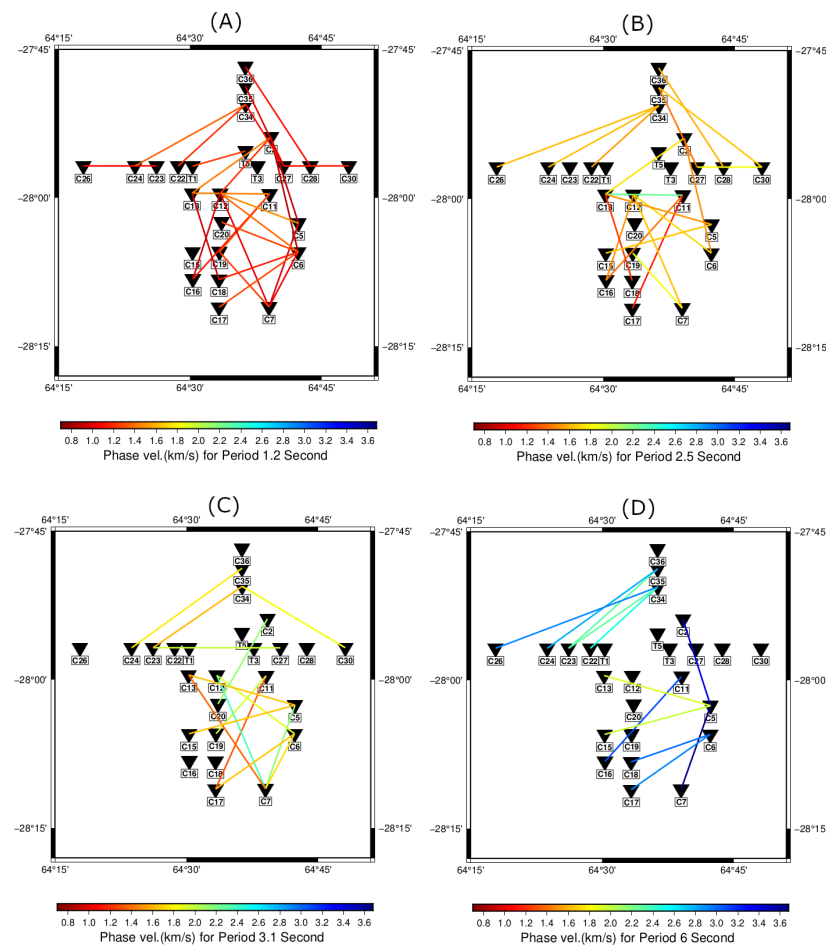 (A)
64°15' 64°30' 64°45'
−27°45'
−28°00'
−28°15'
−27°45'
−28°00'
−28°15'
C36
C35
C34
C2
T5
C26 C24 C23 C22 T1 T3 C27 C28 C30
C13 C12 C11
C20 C5
C15 C19 C6
C16 C18
C17 C7
64°15' 64°30' 64°45'
0.8 1.0 1.2 1.4 1.6 1.8 2.0 2.2 2.4 2.6 2.8 3.0 3.2 3.4 3.6
Phase vel.(km/s) for Period 1.2 Second
(B)
64°15' 64°30' 64°45'
−27°45'
−28°00'
−28°15'
−27°45'
−28°00'
−28°15'
C36
C35
C34
T5
C26 C24 C23 C22 T1 T3 C27 C28 C30
C13 C12 C11
C20 C5
C15 C19 C6
C16 C18
C17 C7
64°15' 64°30' 64°45'
0.8 1.0 1.2 1.4 1.6 1.8 2.0 2.2 2.4 2.6 2.8 3.0 3.2 3.4 3.6
Phase vel.(km/s) for Period 2.5 Second
(C)
64°15' 64°30' 64°45'
−27°45'
−28°00'
−28°15'
−27°45'
−28°00'
−28°15'
C36
C35
C34
C2
T5
C26 C24 C23 C22 T1 T3 C27 C28 C30
C13 C12 C11
C20 C5
C15 C19 C6
C16 C18
C17 C7
64°15' 64°30' 64°45'
0.8 1.0 1.2 1.4 1.6 1.8 2.0 2.2 2.4 2.6 2.8 3.0 3.2 3.4 3.6
Phase vel.(km/s) for Period 3.1 Second
(D)
64°15' 64°30' 64°45'
−27°45'
−28°00'
−28°15'
−27°45'
−28°00'
−28°15'
C36
C35
C34
C2
T5
C26 C24 C23 C22 T1 T3 C27 C28 C30
C13 C12 C11
C20 C5
C15 C19 C6
C16 C18
C17 C7
64°15' 64°30' 64°45'
0.8 1.0 1.2 1.4 1.6 1.8 2.0 2.2 2.4 2.6 2.8 3.0 3.2 3.4 3.6
Phase vel.(km/s) for Period 6 Second